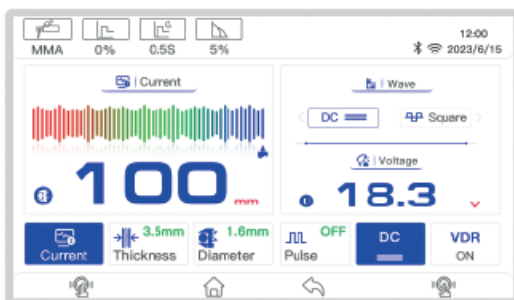 12:00
MMA 0% 0.5S 5% 2023/6/15
Current
Wave
DC Square
100 mm
Voltage
18.3 v
3.5mm 1.6mm OFF DC VDR
Current Thickness Diameter Pulse ON